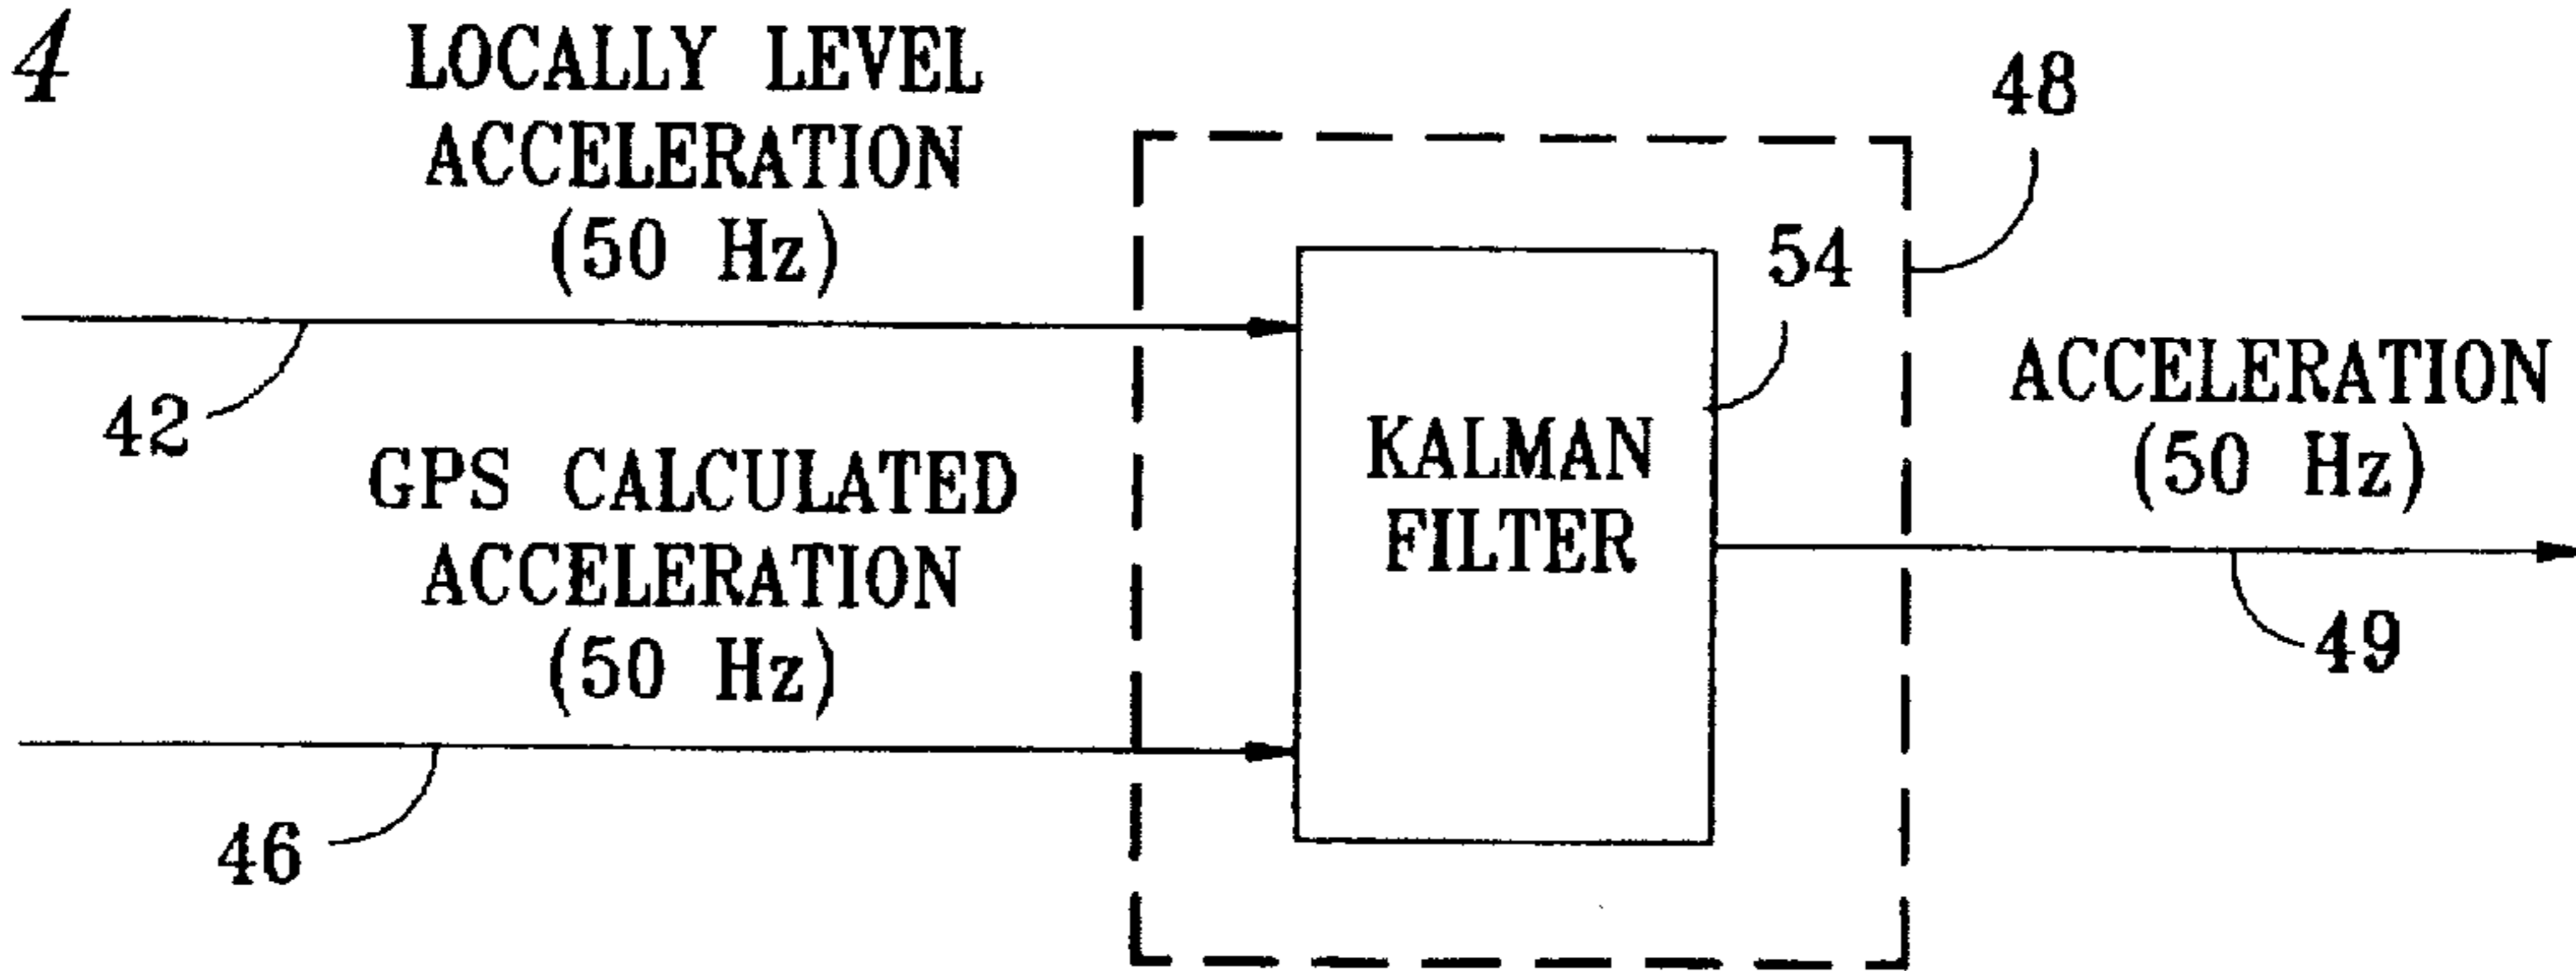 4
LOCALLY LEVEL
ACCELERATION
(50 Hz)
48
54
42
KALMAN
FILTER
ACCELERATION
(50 Hz)
GPS CALCULATED
ACCELERATION
(50 Hz)
49
46